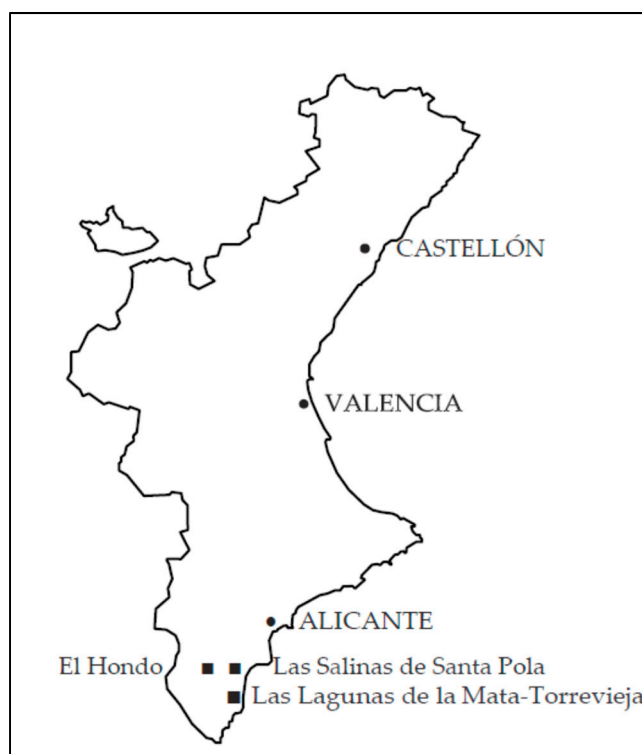 CASTELLÓN
VALENCIA
ALICANTE
El Hondo
Las Salinas de Santa Pola
Las Lagunas de la Mata-Torrevieja